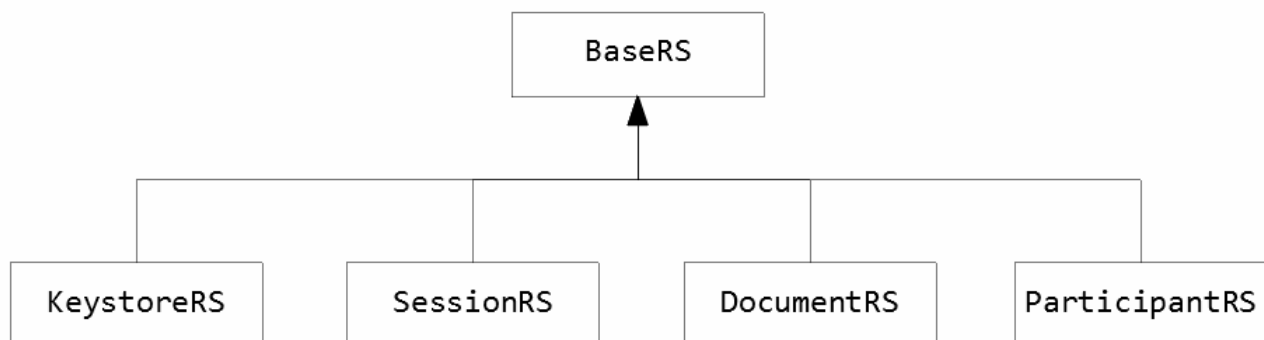 BaseRS
KeystoreRS
SessionRS
DocumentRS
ParticipantRS